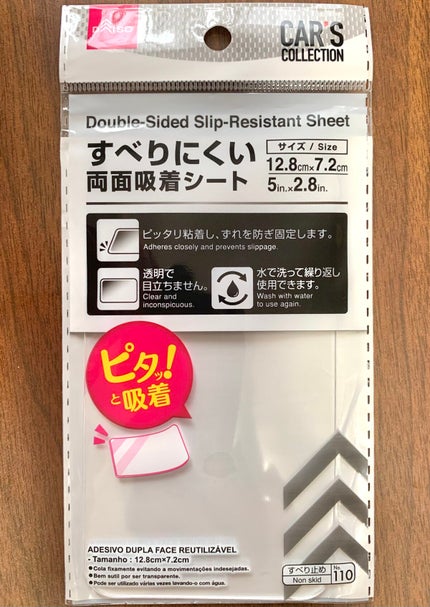 DAISO
CAR'S
COLLECTION
Double-Sided Slip-Resistant Sheet
すべりにくい
両面吸着シート
サイズ / Size
12.8cm×7.2cm
5in.×2.8in.
ピッタリ粘着し、ずれを防ぎ固定します。
Adheres closely and prevents slippage.
透明で
目立ちません。
Clear and
inconspicuous.
水で洗って繰り返し
使用できます。
Wash with water
to use again.
ピタッ!
と吸着
ADESIVO DUPLA FACE REUTILIZÁVEL
- Tamanho : 12.8cm×7.2cm
●Cola fixamente evitando a movimentações indesejadas.
●Bem sutil por ser transparente.
●Pode ser utilizado várias vezes lavando-o com água.
すべり止め
Non skid
No.
110